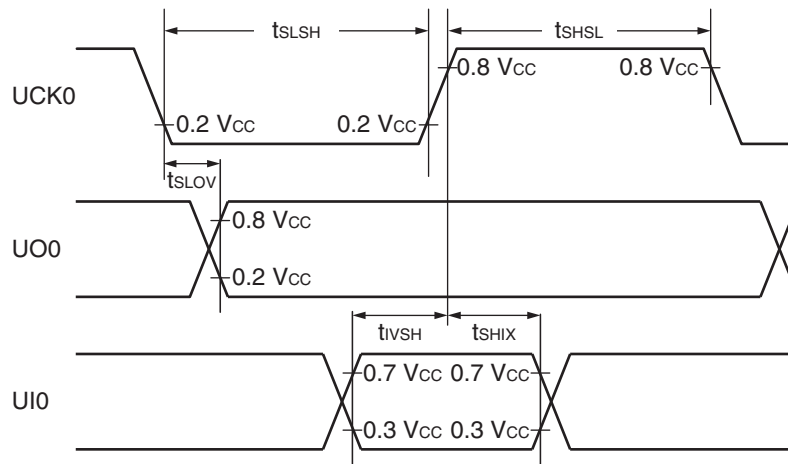 tSLSH
tSHSL
UCK0
0.8 VCC
0.8 VCC
0.2 VCC
0.2 VCC
tSLOV
UO0
0.8 VCC
0.2 VCC
tIVSH
tSHIX
UI0
0.7 VCC
0.7 VCC
0.3 VCC
0.3 VCC